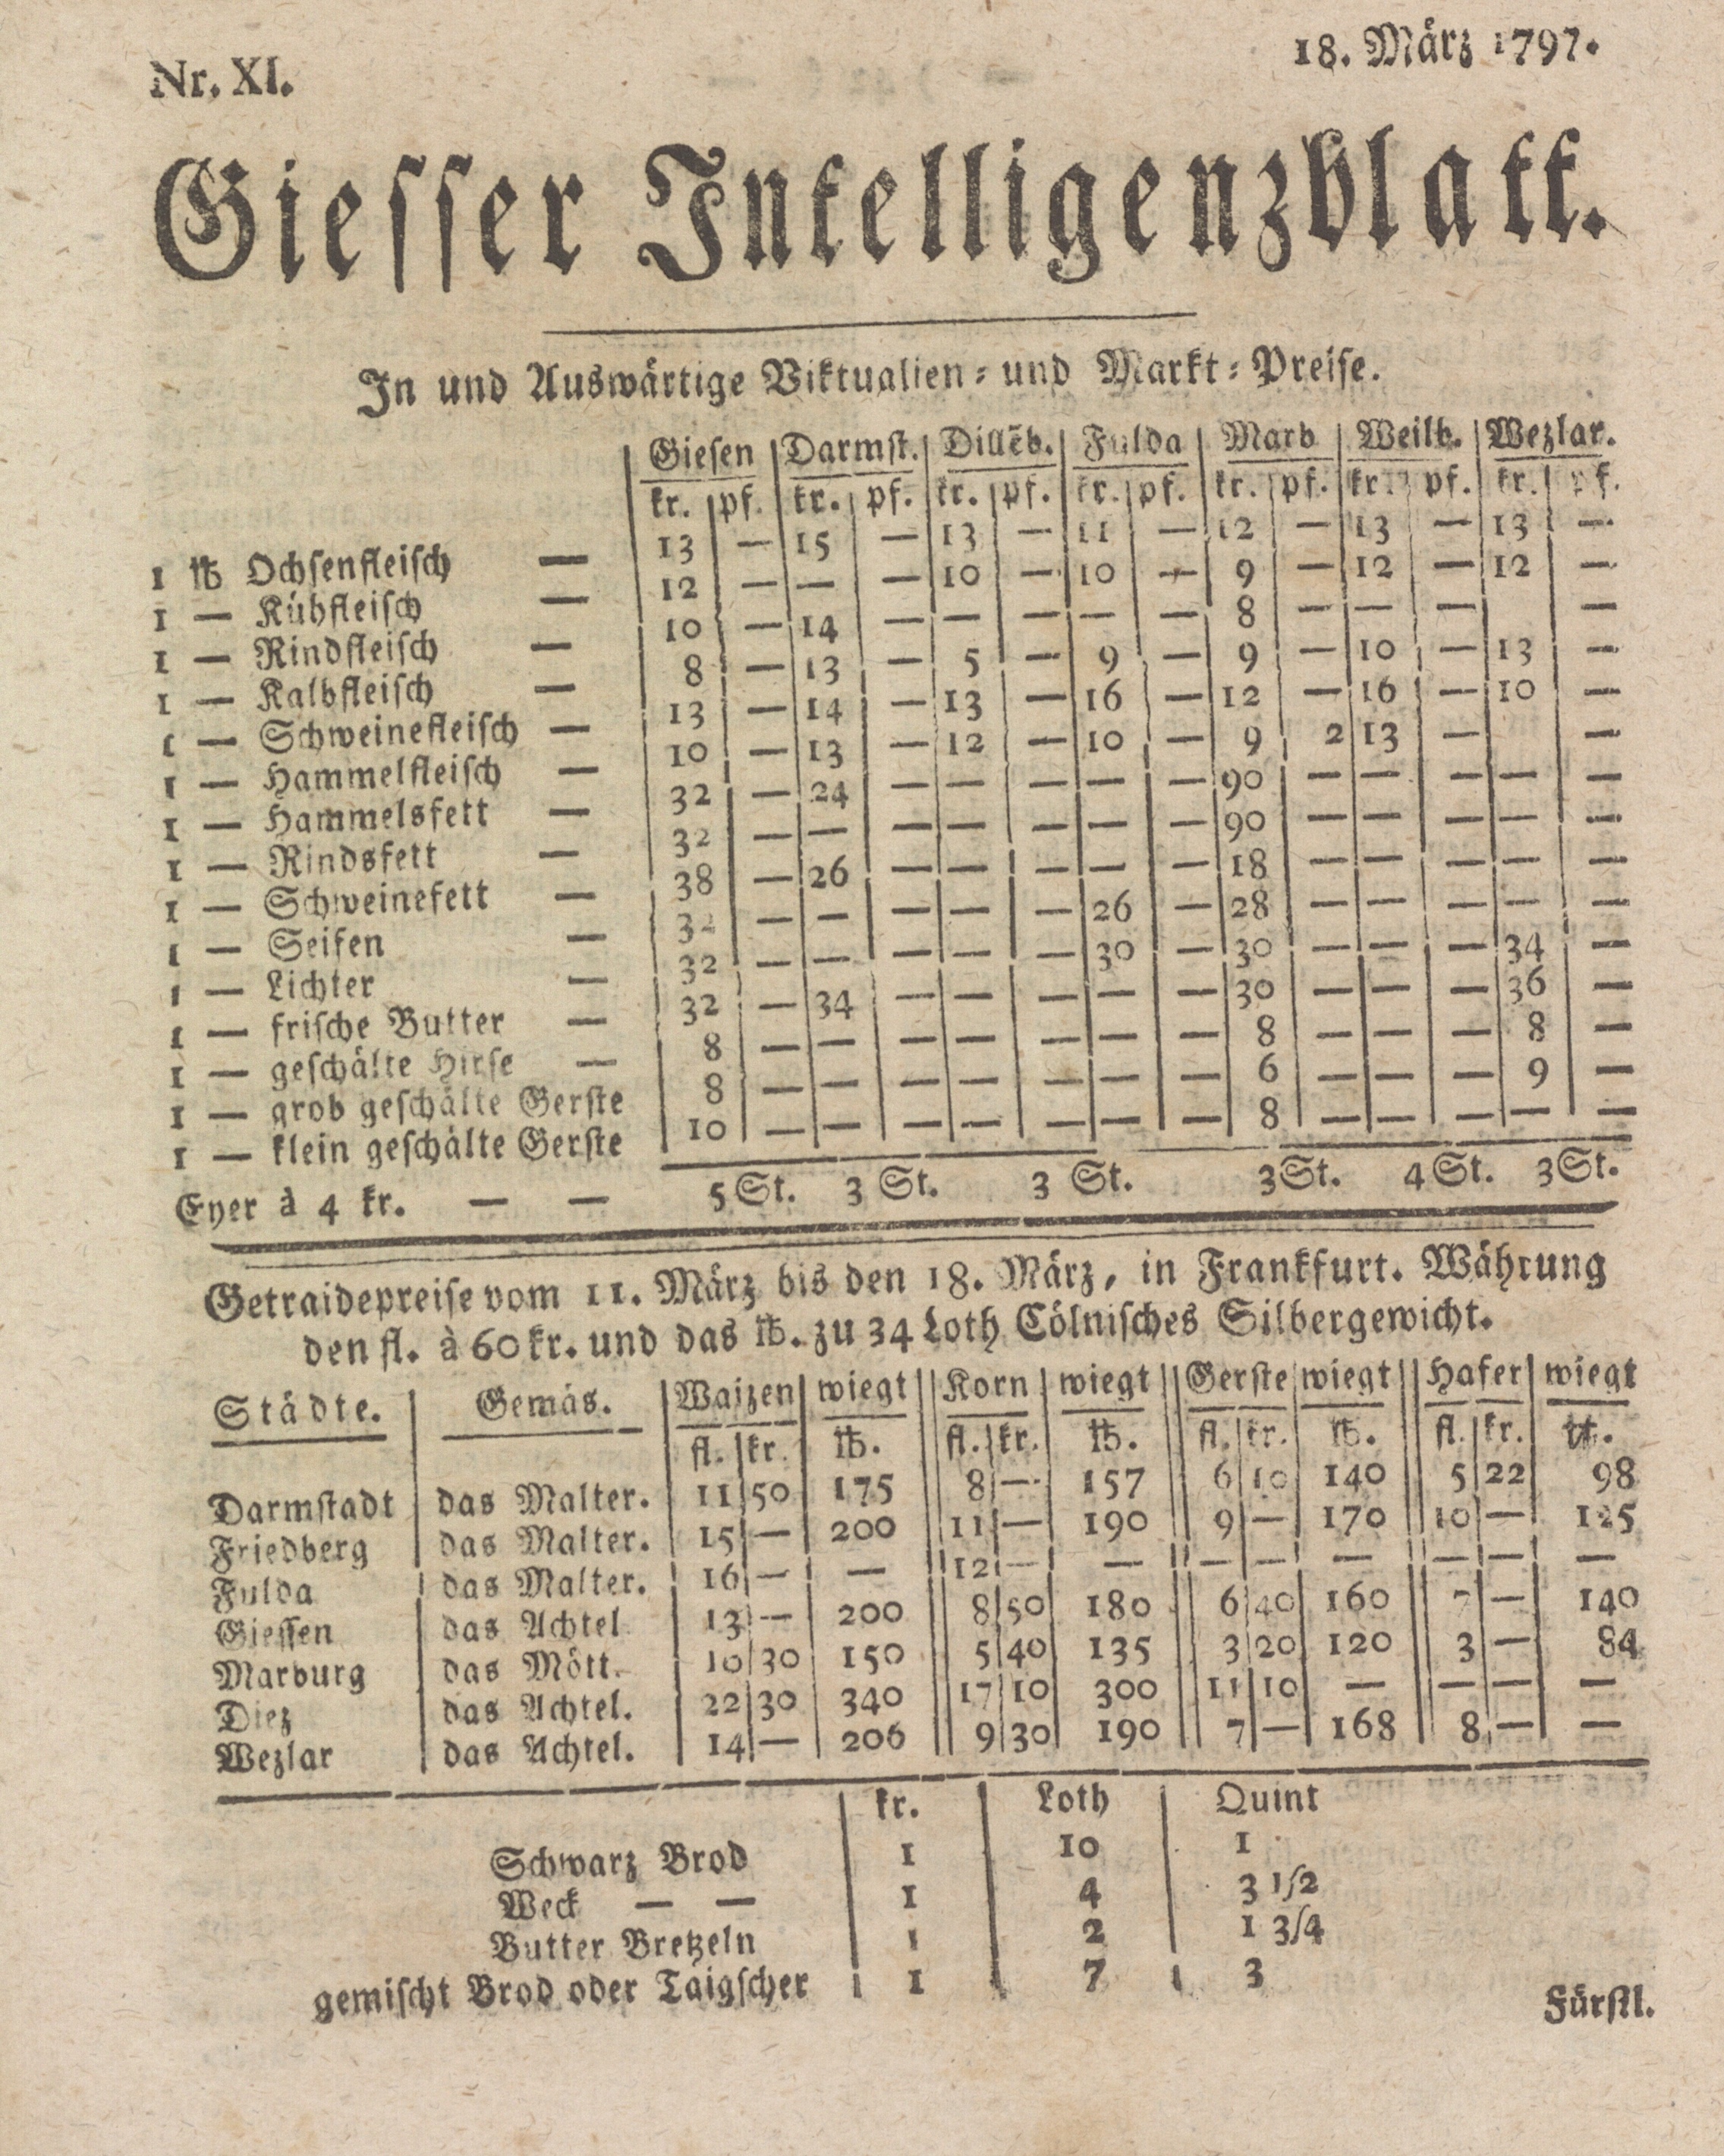 Nr. XI.
18. März 1797.
Giesser Intelligenzblatt.
In und Auswärtige Viktualien- und Markt-Preise.
Giesen Darmst. Dillēb. Fulda Marb Weilb. Wezlar.
kr. pf. kr. pf. kr. pf. kr. pf. kr. pf. kr. pf. kr. pf.
1 ℔ Ochsenfleisch — 13 — 15 — 13 — 11 — 12 — 13 — 13 —
1 — Kühfleisch — 12 — — — 10 — 10 — 9 — 12 — 12 —
1 — Rindfleisch — 10 — 14 — — — — — 8 — — — —
1 — Kalbfleisch — 8 — 13 — 5 — 9 — 9 — 10 — 13 —
1 — Schweinefleisch — 13 — 14 — 13 — 16 — 12 — 16 — 10 —
1 — Hammelfleisch — 10 — 13 — 12 — 10 — 9 2 13 — —
1 — Hammelsfett — 32 — 24 — — — — — 90 — — — — —
1 — Rindsfett — 32 — — — — — — — 90 — — — — —
1 — Schweinefett — 38 — 26 — — — — — 18 — — — — —
1 — Seifen — 32 — — — — — 26 — 28 — — — — —
1 — Lichter — 32 — — — — — 30 — 30 — — — 34 —
1 — frische Butter — 32 — 34 — — — — — 30 — — — 36 —
1 — geschälte Hirse — 8 — — — — — — — 8 — — — 8 —
1 — grob geschälte Gerste 8 — — — — — — — 6 — — — 9 —
1 — klein geschälte Gerste 10 — — — — — — — 8 — — — — —
Eyer à 4 kr. — — 5 St. 3 St. 3 St. 3 St. 4 St. 3 St.
Getraidepreise vom 11. März bis den 18. März, in Frankfurt. Währung
den fl. à 60 kr. und das ℔. zu 34 Loth Cölnisches Silbergewicht.
Städte. Gemäs. Waizen wiegt Korn wiegt Gerste wiegt Hafer wiegt
fl. kr. ℔. fl. kr. ℔. fl. kr. ℔. fl. kr. ℔.
Darmstadt das Malter. 11 50 175 8 — 157 6 10 140 5 22 98
Friedberg das Malter. 15 — 200 11 — 190 9 — 170 10 — 125
Fulda das Malter. 16 — — 12 — — — — — — — —
Giessen das Achtel 13 — 200 8 50 180 6 40 160 7 — 140
Marburg das Mött. 10 30 150 5 40 135 3 20 120 3 — 84
Diez das Achtel. 22 30 340 17 10 300 11 10 — — — —
Wezlar das Achtel. 14 — 206 9 30 190 7 — 168 8 — —
kr. Loth Quint
Schwarz Brod 1 10 1
Weck — — 1 4 3 1/2
Butter Bretzeln 1 2 1 3/4
gemischt Brod oder Taigscher 1 7 3
Fürstl.